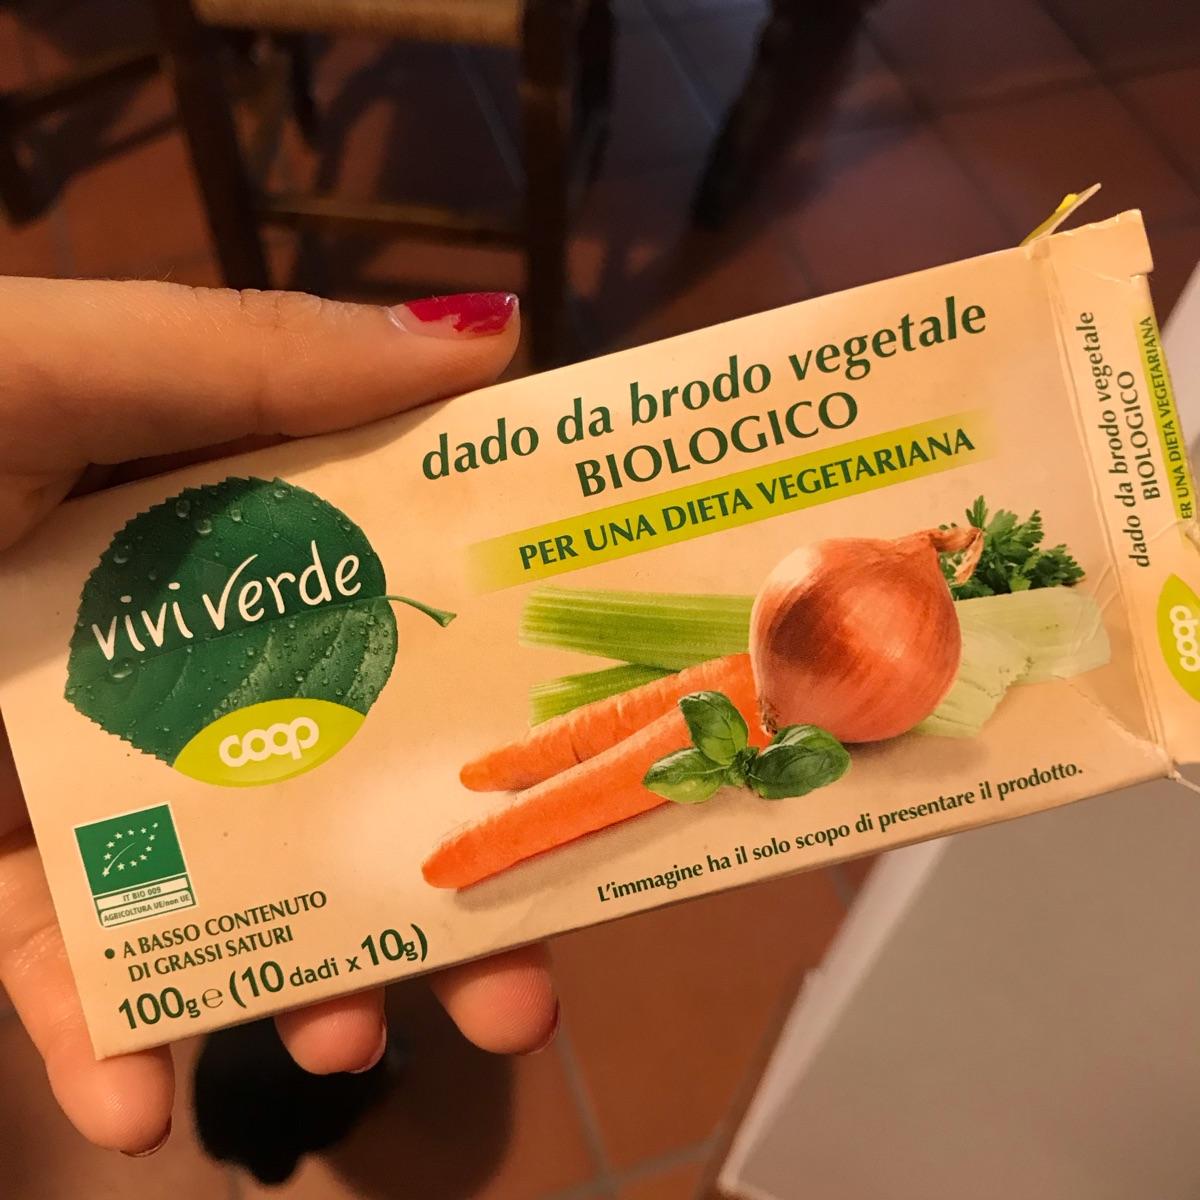 dado da brodo vegetale
BIOLOGICO
PER UNA DIETA VEGETARIANA
vivi verde
coop
IT BIO 009
AGRICOLTURA UE/non UE
• A BASSO CONTENUTO
DI GRASSI SATURI
100g e (10 dadi x 10g)
L'immagine ha il solo scopo di presentare il prodotto.
dado da brodo vegetale
BIOLOGICO
ER UNA DIETA VEGETARIANA
coop